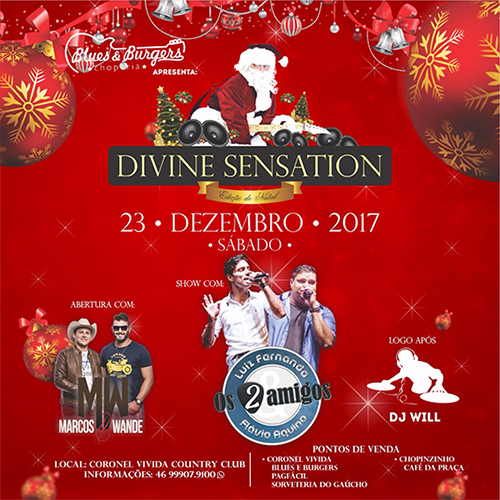 Blues & Burgers
choperia
APRESENTA:
DIVINE SENSATION
Edição de Natal
23 • DEZEMBRO • 2017
• SÁBADO •
SHOW COM:
ABERTURA COM:
LOGO APÓS
MW
MARCOS WANDE
Luiz Fernando
Os 2 amigos
&
Flávio Aquino
DJ WILL
LOCAL: CORONEL VIVIDA COUNTRY CLUB
INFORMAÇÕES: 46 99907.9100
PONTOS DE VENDA
• CORONEL VIVIDA
BLUES E BURGERS
PAGFÁCIL
SORVETERIA DO GAÚCHO
• CHOPINZINHO
CAFÉ DA PRAÇA